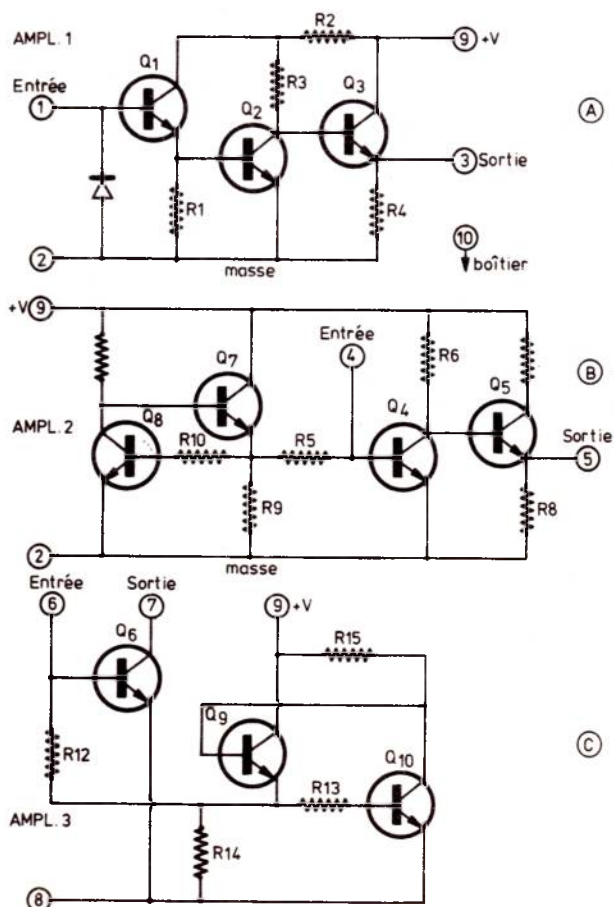 AMPL. 1
R2
9 +V
Q1
R3
Q3
Entrée
1
Q2
A
3 Sortie
R1
R4
10
2
masse
boîtier
+V 9
Entrée
Q7
4
R6
Q5
B
AMPL. 2
Q8
Q4
Sortie
R10
R5
5
R9
R8
2
masse
Entrée
Sortie
6
7
9 +V
Q6
R15
Q9
C
R12
Q10
R13
AMPL. 3
R14
8